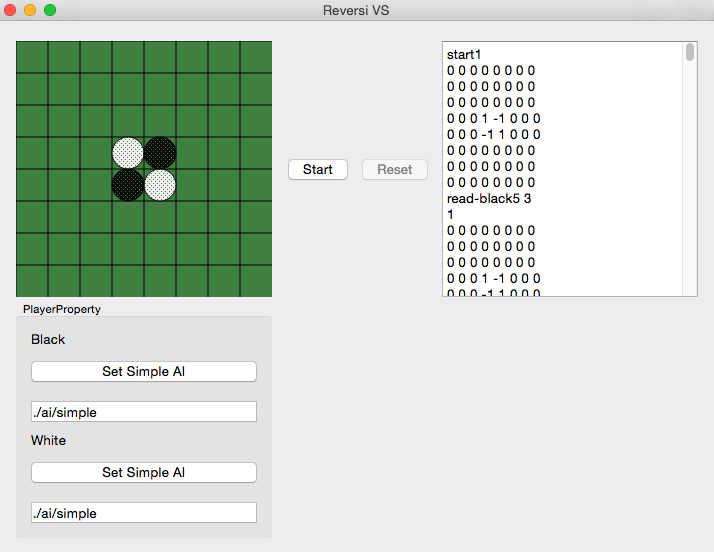 Reversi VS
Start
Reset
start1
0 0 0 0 0 0 0 0
0 0 0 0 0 0 0 0
0 0 0 0 0 0 0 0
0 0 0 1 -1 0 0 0
0 0 0 -1 1 0 0 0
0 0 0 0 0 0 0 0
0 0 0 0 0 0 0 0
0 0 0 0 0 0 0 0
read-black5 3
1
0 0 0 0 0 0 0 0
0 0 0 0 0 0 0 0
0 0 0 0 0 0 0 0
0 0 0 1 -1 0 0 0
0 0 0 -1 1 0 0 0
PlayerProperty
Black
Set Simple AI
./ai/simple
White
Set Simple AI
./ai/simple